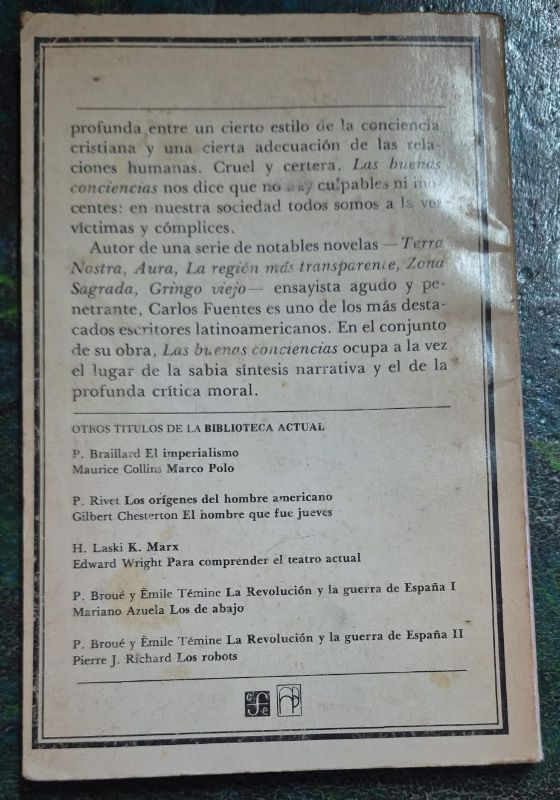 profunda entre un cierto estilo de la conciencia
cristiana y una cierta adecuación de las rela-
ciones humanas. Cruel y certera, Las buenas
conciencias nos dice que no hay culpables ni ino-
centes: en nuestra sociedad todos somos a la vez
víctimas y cómplices.
Autor de una serie de notables novelas —Terra
Nostra, Aura, La región más transparente, Zona
Sagrada, Gringo viejo— ensayista agudo y pe-
netrante, Carlos Fuentes es uno de los más desta-
cados escritores latinoamericanos. En el conjunto
de su obra, Las buenas conciencias ocupa a la vez
el lugar de la sabia síntesis narrativa y el de la
profunda crítica moral.
OTROS TITULOS DE LA BIBLIOTECA ACTUAL
P. Braillard El imperialismo
Maurice Collins Marco Polo
P. Rivet Los orígenes del hombre americano
Gilbert Chesterton El hombre que fue jueves
H. Laski K. Marx
Edward Wright Para comprender el teatro actual
P. Broué y Émile Témine La Revolución y la guerra de España I
Mariano Azuela Los de abajo
P. Broué y Émile Témine La Revolución y la guerra de España II
Pierre J. Richard Los robots
cfe